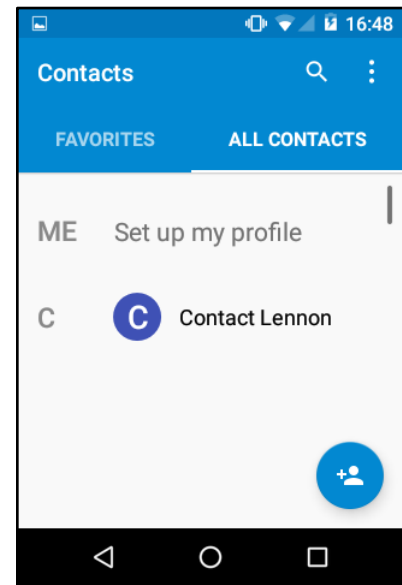 16:48
Contacts
FAVORITES ALL CONTACTS
ME Set up my profile
C C Contact Lennon